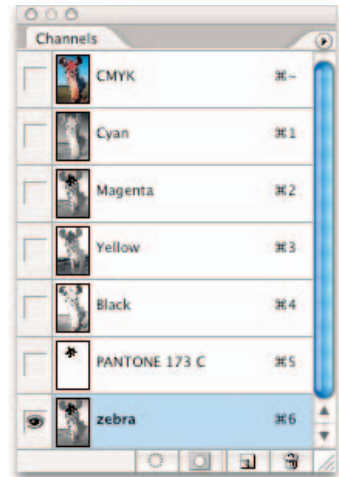 Channels
CMYK ⌘~
Cyan ⌘1
Magenta ⌘2
Yellow ⌘3
Black ⌘4
PANTONE 173 C ⌘5
zebra ⌘6